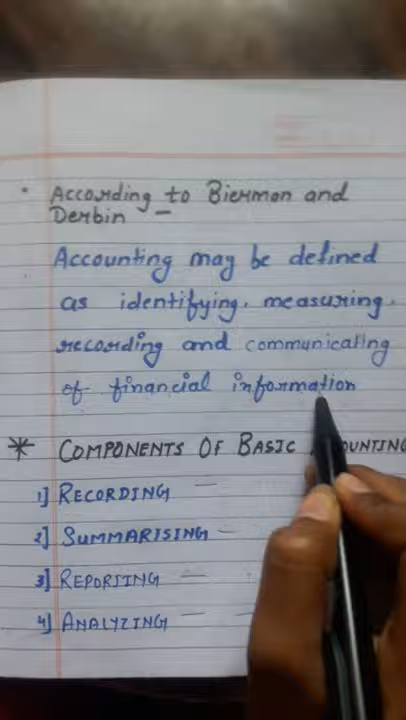 • According to Bierman and
Derbin –
Accounting may be defined
as identifying, measuring,
recording and communicating
of financial information
* COMPONENTS OF BASIC
1] RECORDING —
2] SUMMARISING –
3] REPORTING —
4] ANALYZING — –